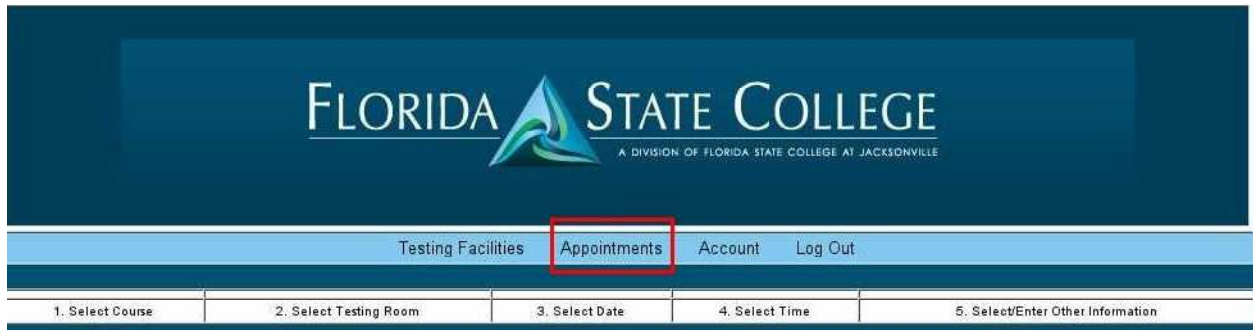 FLORIDA STATE COLLEGE
A DIVISION OF FLORIDA STATE COLLEGE AT JACKSONVILLE
Testing Facilities Appointments Account Log Out
1. Select Course 2. Select Testing Room 3. Select Date 4. Select Time 5. Select/Enter Other Information